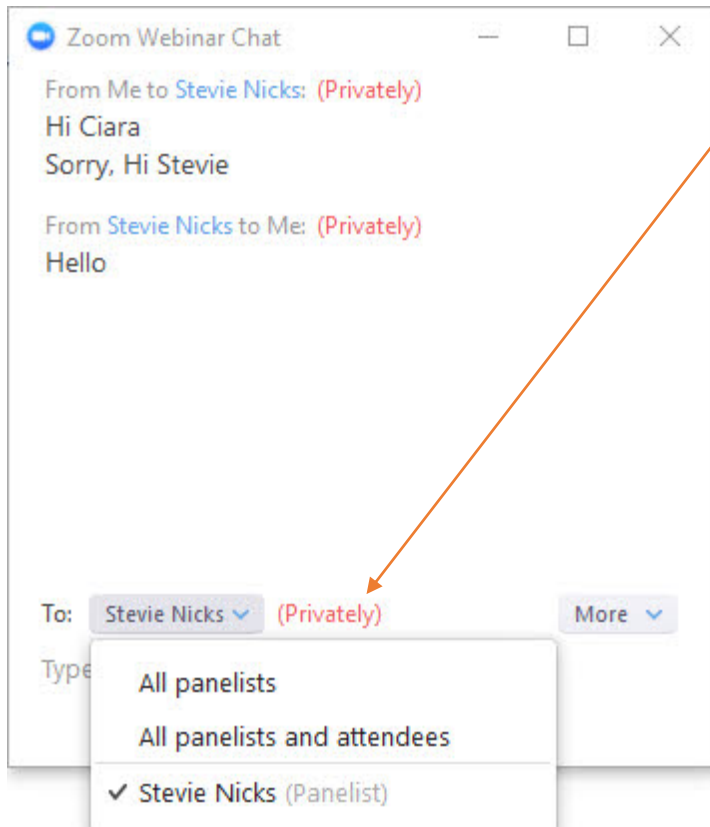 Zoom Webinar Chat
From Me to Stevie Nicks: (Privately)
Hi Ciara
Sorry, Hi Stevie
From Stevie Nicks to Me: (Privately)
Hello
To: Stevie Nicks (Privately) More
Type
All panelists
All panelists and attendees
Stevie Nicks (Panelist)